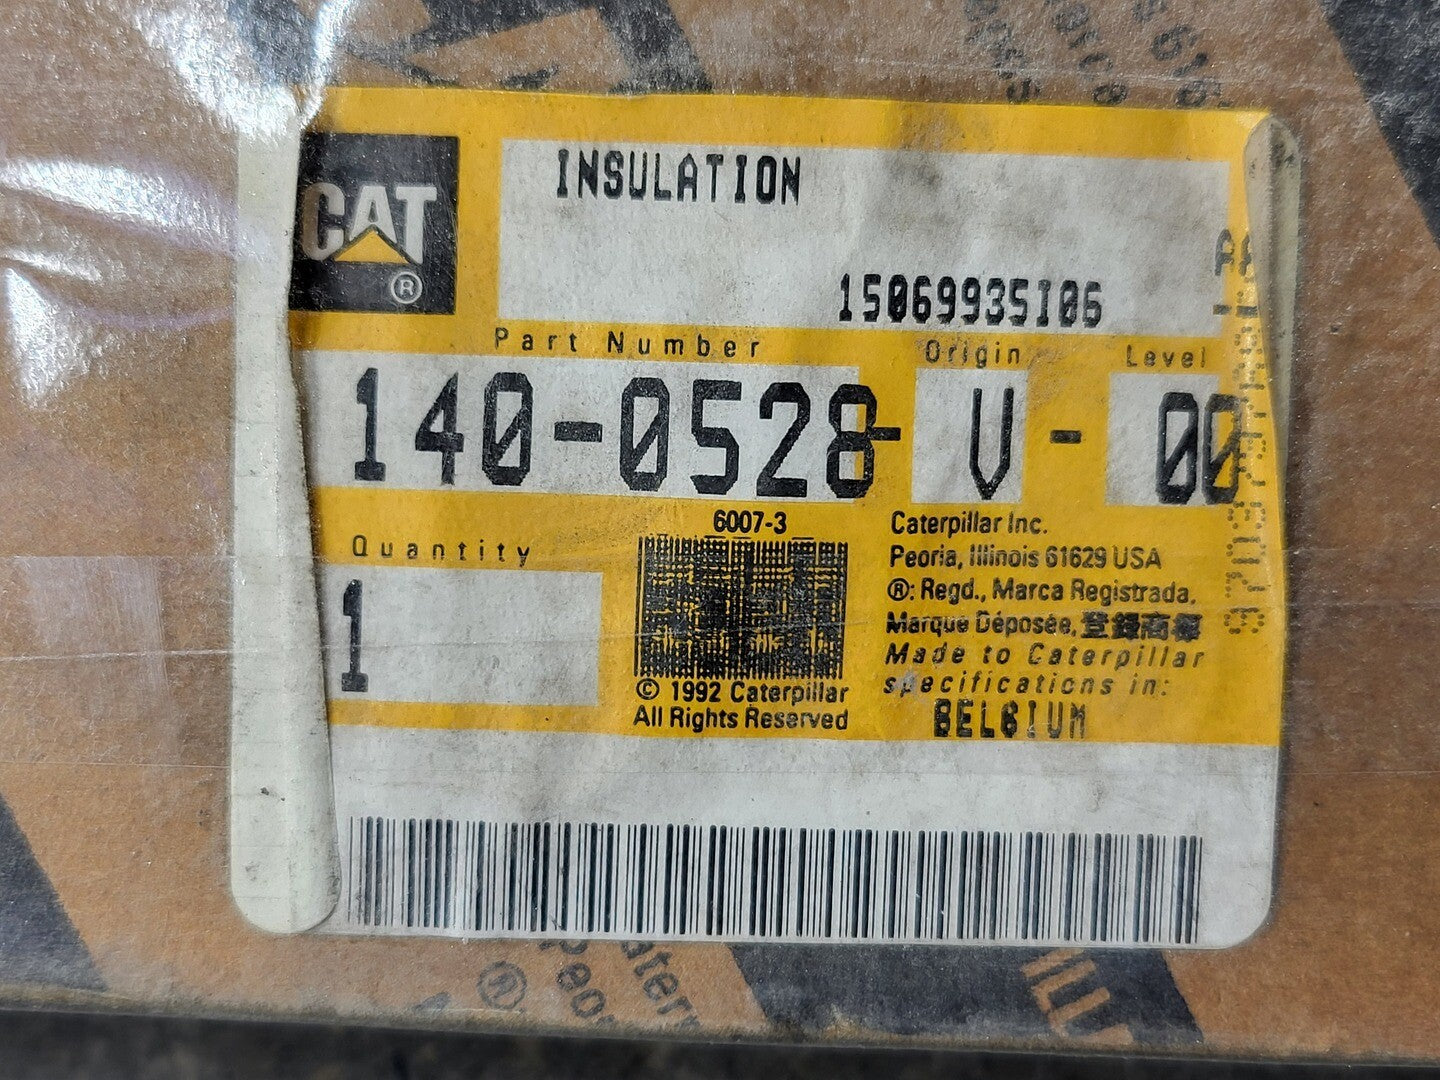 CAT
®
INSULATION
15069935I06
Part Number
Origin
Level
140-0528-
V -
00
Quantity
1
6007-3
© 1992 Caterpillar
All Rights Reserved
Caterpillar Inc.
Peoria, Illinois 61629 USA
®: Regd., Marca Registrada,
Marque Déposée, 登録商標
Made to Caterpillar
specifications in:
BELGIUM